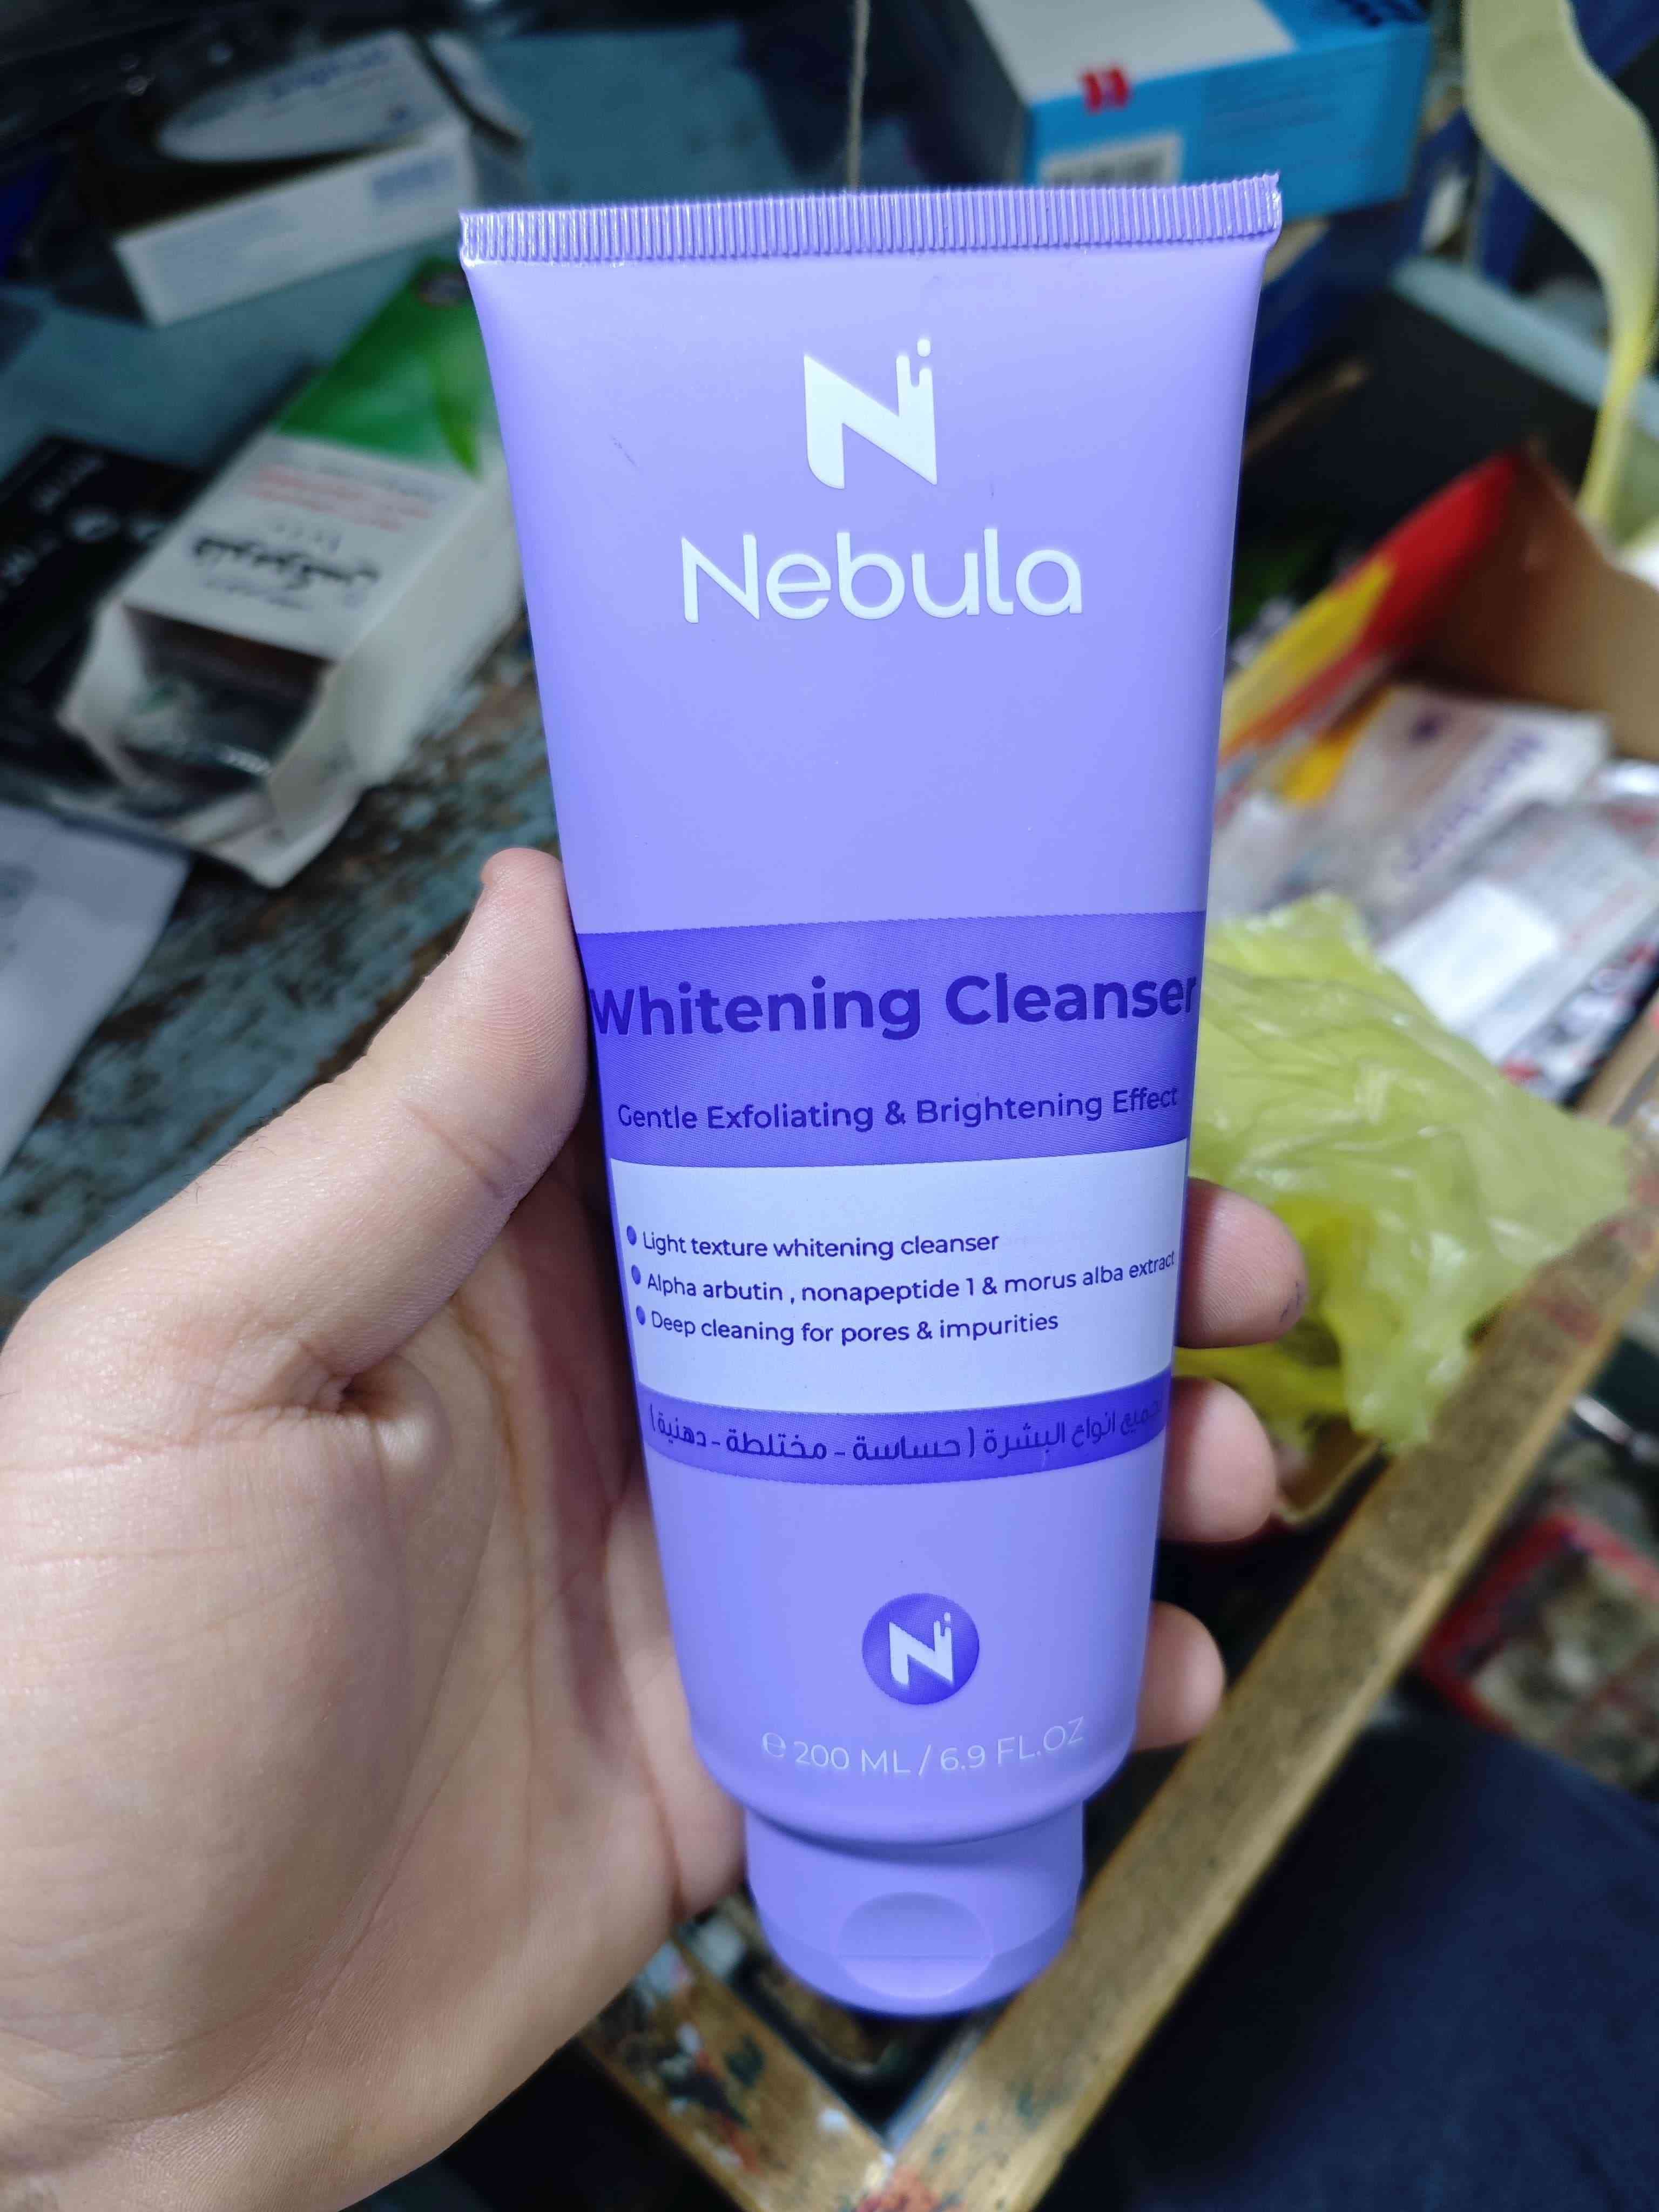 N
Nebula
Whitening Cleanser
Gentle Exfoliating & Brightening Effect
Light texture whitening cleanser
Alpha arbutin , nonapeptide 1 & morus alba extract
Deep cleaning for pores & impurities
انواع البشرة ( حساسة - مختلطة - دهنية )
N
℮ 200 ML / 6.9 FL.OZ